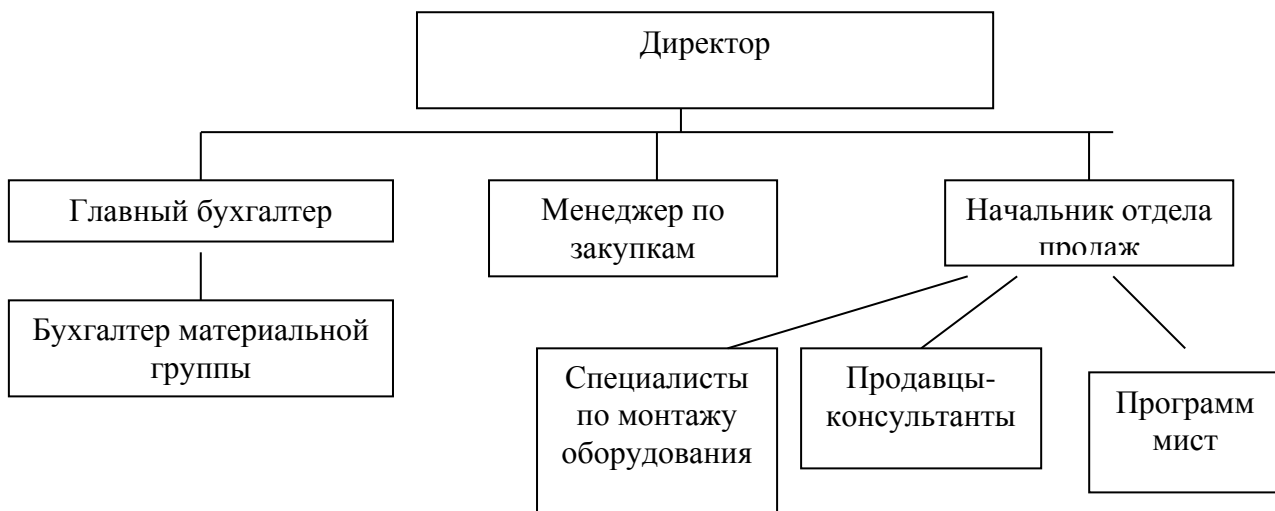 Директор
Главный бухгалтер
Менеджер по
закупкам
Начальник отдела
продаж
Бухгалтер материальной
группы
Специалисты
по монтажу
оборудования
Продавцы-
консультанты
Программ
мист